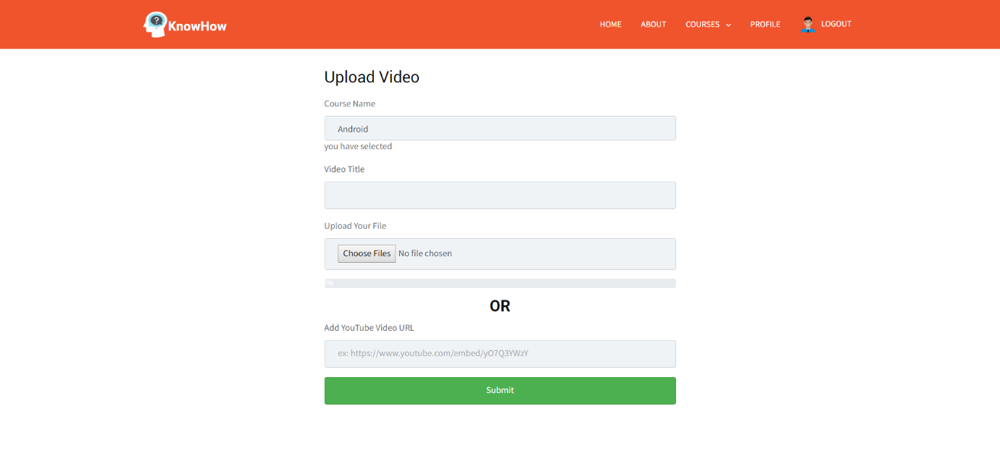 KnowHow
HOME ABOUT COURSES PROFILE LOGOUT
Upload Video
Course Name
Android
you have selected
Video Title
Upload Your File
Choose Files No file chosen
0%
OR
Add YouTube Video URL
ex: https://www.youtube.com/embed/yO7Q3YWzY
Submit